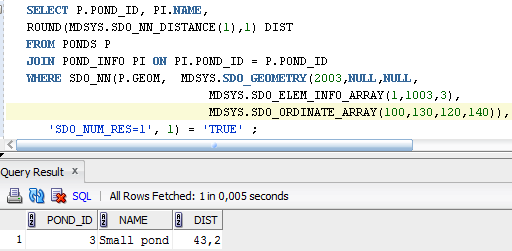 SELECT P.POND_ID, PI.NAME,
ROUND(MDSYS.SDO_NN_DISTANCE(1),1) DIST
FROM PONDS P
JOIN POND_INFO PI ON PI.POND_ID = P.POND_ID
WHERE SDO_NN(P.GEOM, MDSYS.SDO_GEOMETRY(2003,NULL,NULL,
MDSYS.SDO_ELEM_INFO_ARRAY(1,1003,3),
MDSYS.SDO_ORDINATE_ARRAY(100,130,120,140)),
'SDO_NUM_RES=1', 1) = 'TRUE' ;
Query Result x
SQL | All Rows Fetched: 1 in 0,005 seconds
POND_ID NAME DIST
1 3 Small pond 43,2